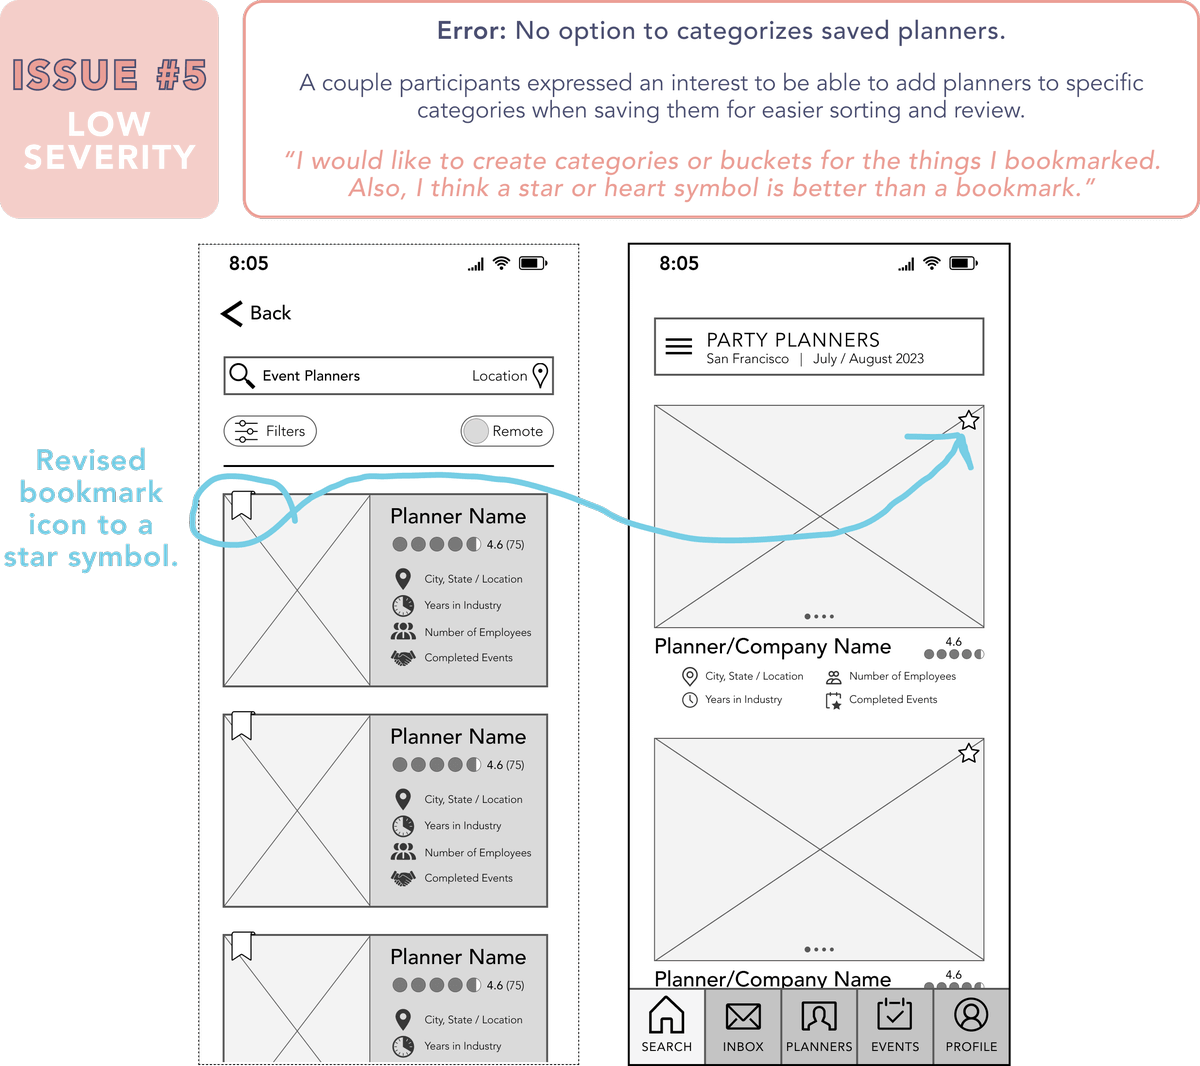 ISSUE #5
LOW
SEVERITY
Error: No option to categorizes saved planners.
A couple participants expressed an interest to be able to add planners to specific
categories when saving them for easier sorting and review.
“I would like to create categories or buckets for the things I bookmarked.
Also, I think a star or heart symbol is better than a bookmark.”
Revised
bookmark
icon to a
star symbol.
8:05
Back
Event Planners
Location
Filters
Remote
Planner Name
4.6 (75)
City, State / Location
Years in Industry
Number of Employees
Completed Events
Planner Name
4.6 (75)
City, State / Location
Years in Industry
Number of Employees
Completed Events
Planner Name
4.6 (75)
City, State / Location
Years in Industry
8:05
PARTY PLANNERS
San Francisco | July / August 2023
Planner/Company Name
4.6
City, State / Location
Number of Employees
Years in Industry
Completed Events
Planner/Company Name
4.6
SEARCH
INBOX
PLANNERS
EVENTS
PROFILE